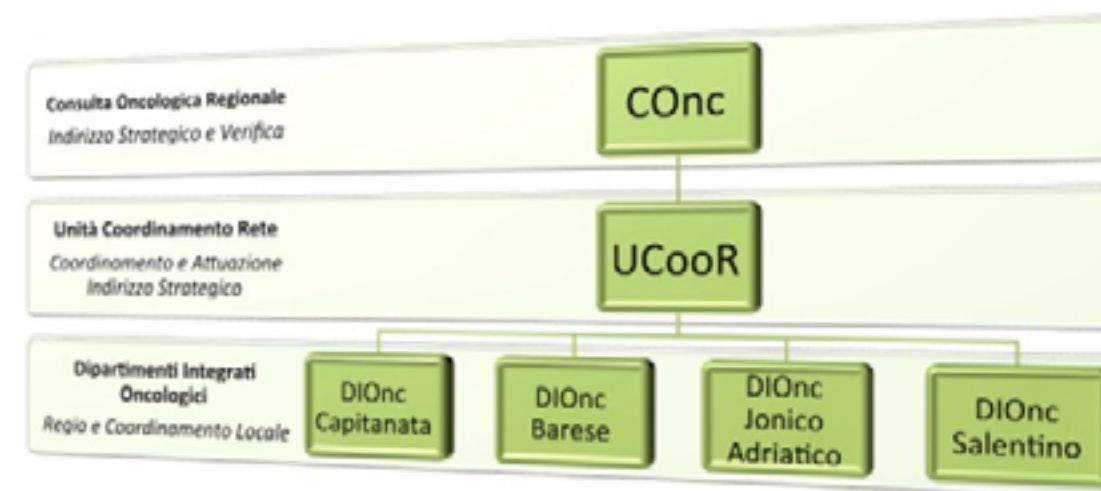 Consulta Oncologica Regionale
Indirizzo Strategico e Verifica
COnc
Unità Coordinamento Rete
Coordinamento e Attuazione
Indirizzo Strategico
UCooR
Dipartimenti Integrati
Oncologici
Regia e Coordinamento Locale
DIOnc
Capitanata
DIOnc
Barese
DIOnc
Jonico
Adriatico
DIOnc
Salentino